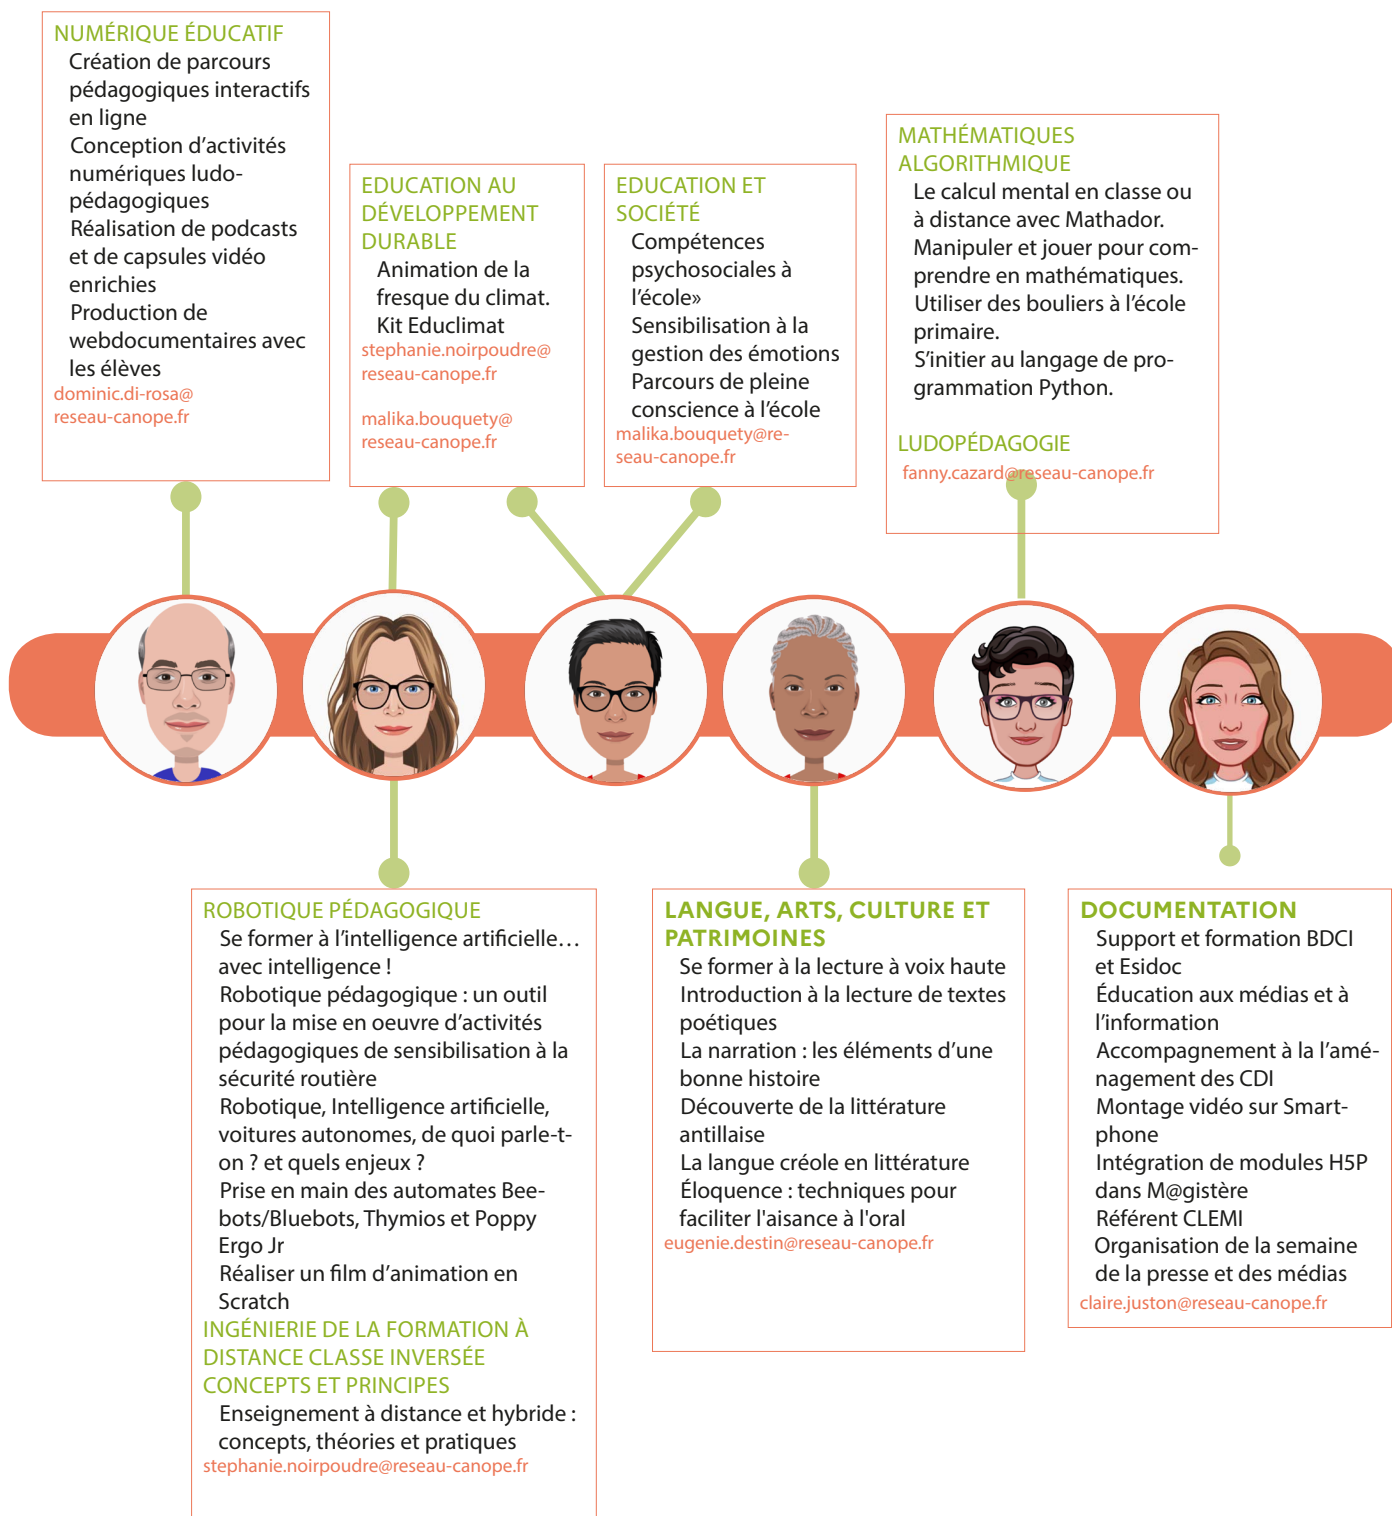 NUMÉRIQUE ÉDUCATIF
Création de parcours
pédagogiques interactifs
en ligne
Conception d’activités
numériques ludo-
pédagogiques
Réalisation de podcasts
et de capsules vidéo
enrichies
Production de
webdocumentaires avec
les élèves
dominic.di-rosa@
reseau-canope.fr
EDUCATION AU
DÉVELOPPEMENT
DURABLE
Animation de la
fresque du climat.
Kit Educlimat
stephanie.noirpoudre@
reseau-canope.fr
malika.bouquety@
reseau-canope.fr
EDUCATION ET
SOCIÉTÉ
Compétences
psychosociales à
l’école»
Sensibilisation à la
gestion des émotions
Parcours de pleine
conscience à l’école
malika.bouquety@re-
seau-canope.fr
MATHÉMATIQUES
ALGORITHMIQUE
Le calcul mental en classe ou
à distance avec Mathador.
Manipuler et jouer pour com-
prendre en mathématiques.
Utiliser des bouliers à l’école
primaire.
S’initier au langage de pro-
grammation Python.
LUDOPÉDAGOGIE
fanny.cazard@reseau-canope.fr
ROBOTIQUE PÉDAGOGIQUE
Se former à l’intelligence artificielle…
avec intelligence !
Robotique pédagogique : un outil
pour la mise en oeuvre d’activités
pédagogiques de sensibilisation à la
sécurité routière
Robotique, Intelligence artificielle,
voitures autonomes, de quoi parle-t-
on ? et quels enjeux ?
Prise en main des automates Bee-
bots/Bluebots, Thymios et Poppy
Ergo Jr
Réaliser un film d’animation en
Scratch
INGÉNIERIE DE LA FORMATION À
DISTANCE CLASSE INVERSÉE
CONCEPTS ET PRINCIPES
Enseignement à distance et hybride :
concepts, théories et pratiques
stephanie.noirpoudre@reseau-canope.fr
LANGUE, ARTS, CULTURE ET
PATRIMOINES
Se former à la lecture à voix haute
Introduction à la lecture de textes
poétiques
La narration : les éléments d’une
bonne histoire
Découverte de la littérature
antillaise
La langue créole en littérature
Éloquence : techniques pour
faciliter l'aisance à l'oral
eugenie.destin@reseau-canope.fr
DOCUMENTATION
Support et formation BDCI
et Esidoc
Éducation aux médias et à
l’information
Accompagnement à la l’amé-
nagement des CDI
Montage vidéo sur Smart-
phone
Intégration de modules H5P
dans M@gistère
Référent CLEMI
Organisation de la semaine
de la presse et des médias
claire.juston@reseau-canope.fr